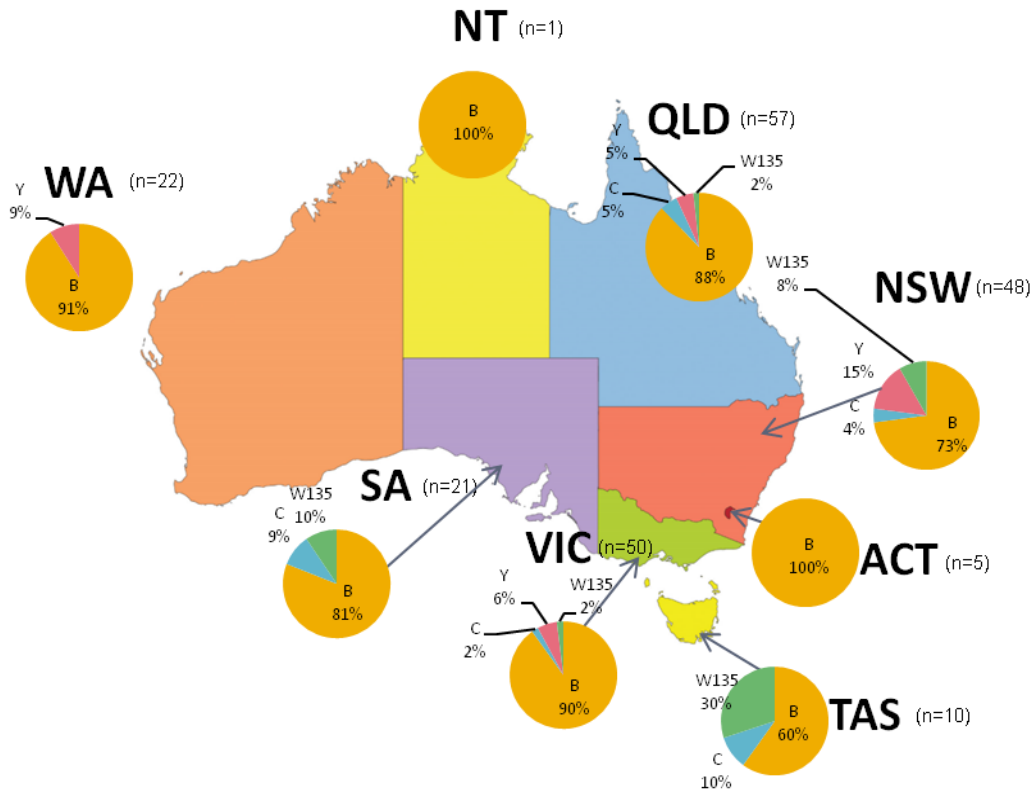 NT (n=1)
B
100%
QLD (n=57)
Y
5%
W135
2%
C
5%
B
88%
WA (n=22)
Y
9%
B
91%
NSW (n=48)
W135
8%
Y
15%
C
4%
B
73%
SA (n=21)
W135
10%
C
9%
B
81%
VIC (n=50)
Y
6%
W135
2%
C
2%
B
90%
ACT (n=5)
B
100%
TAS (n=10)
W135
30%
B
60%
C
10%